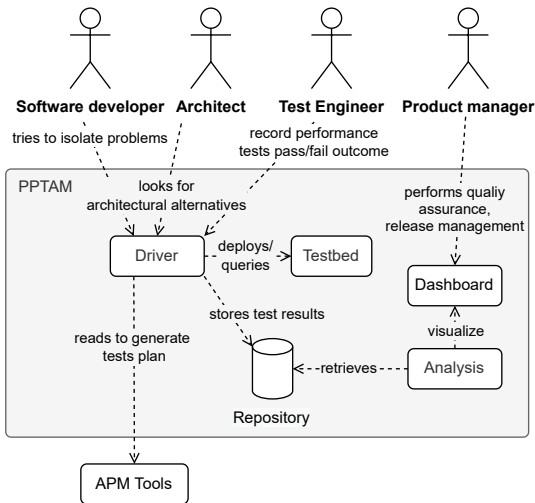 Software developer
Architect
Test Engineer
Product manager
tries to isolate problems
record performance
tests pass/fail outcome
PPTAM
looks for
architectural alternatives
performs qualiy
assurance,
release management
Driver
deploys/
queries
Testbed
Dashboard
stores test results
reads to generate
tests plan
visualize
retrieves
Analysis
Repository
APM Tools